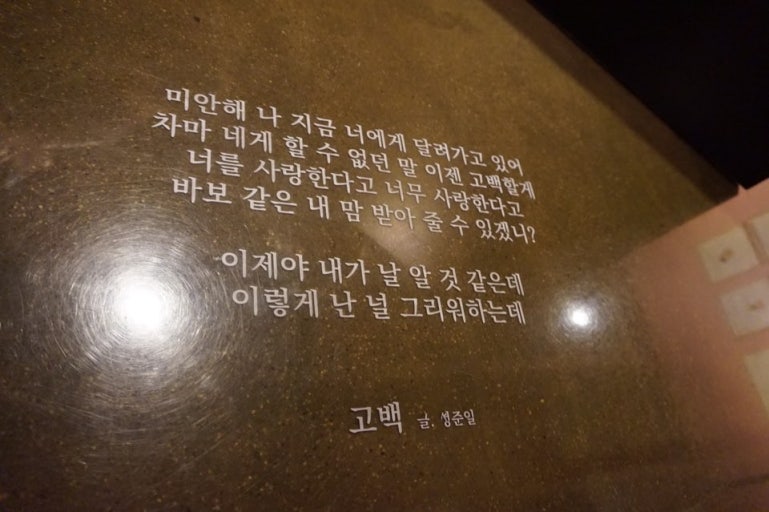 미안해 나 지금 너에게 달려가고 있어
차마 네게 할 수 없던 말 이젠 고백할게
너를 사랑한다고 너무 사랑한다고
바보 같은 내 맘 받아 줄 수 있겠니?
이제야 내가 날 알 것 같은데
이렇게 난 널 그리워하는데
고백 글. 성준일